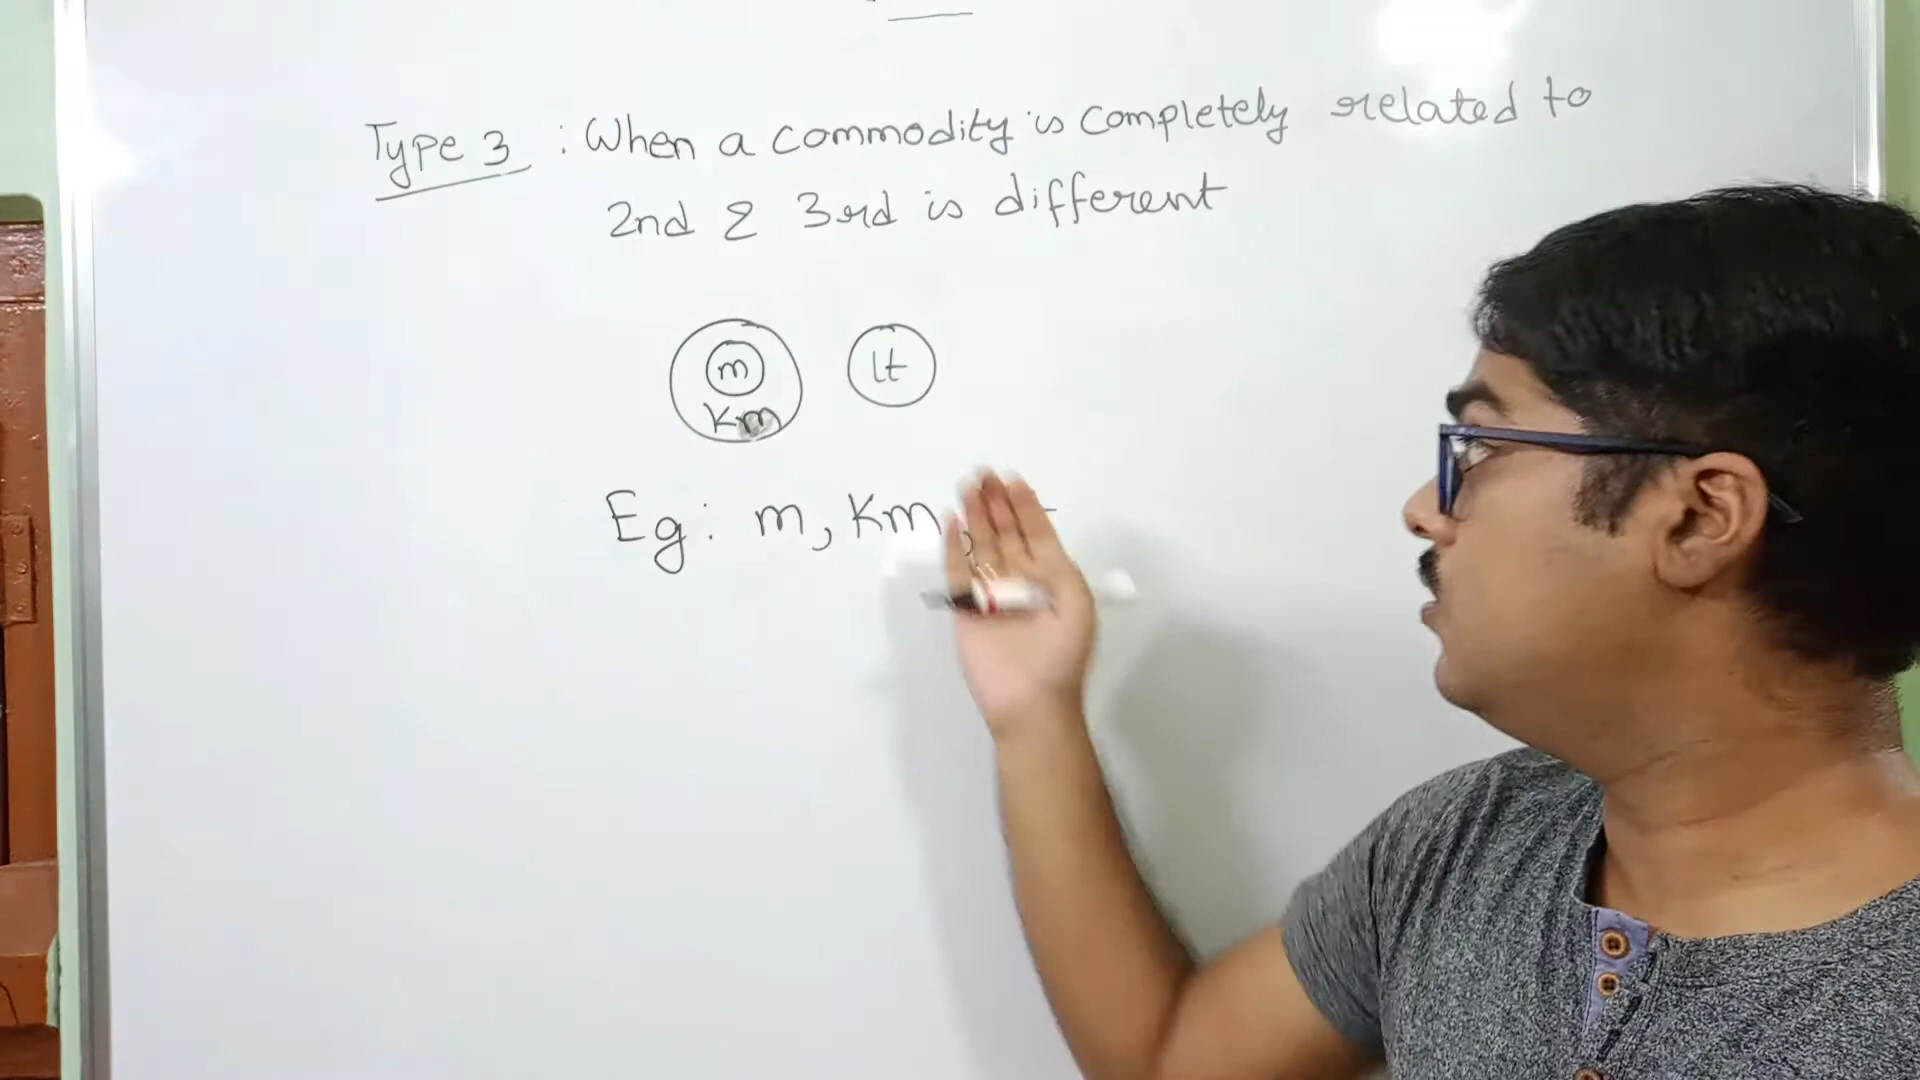 Type 3 : When a commodity is completely related to
2nd & 3rd is different
m
Km
lt
Eg: m, Km,